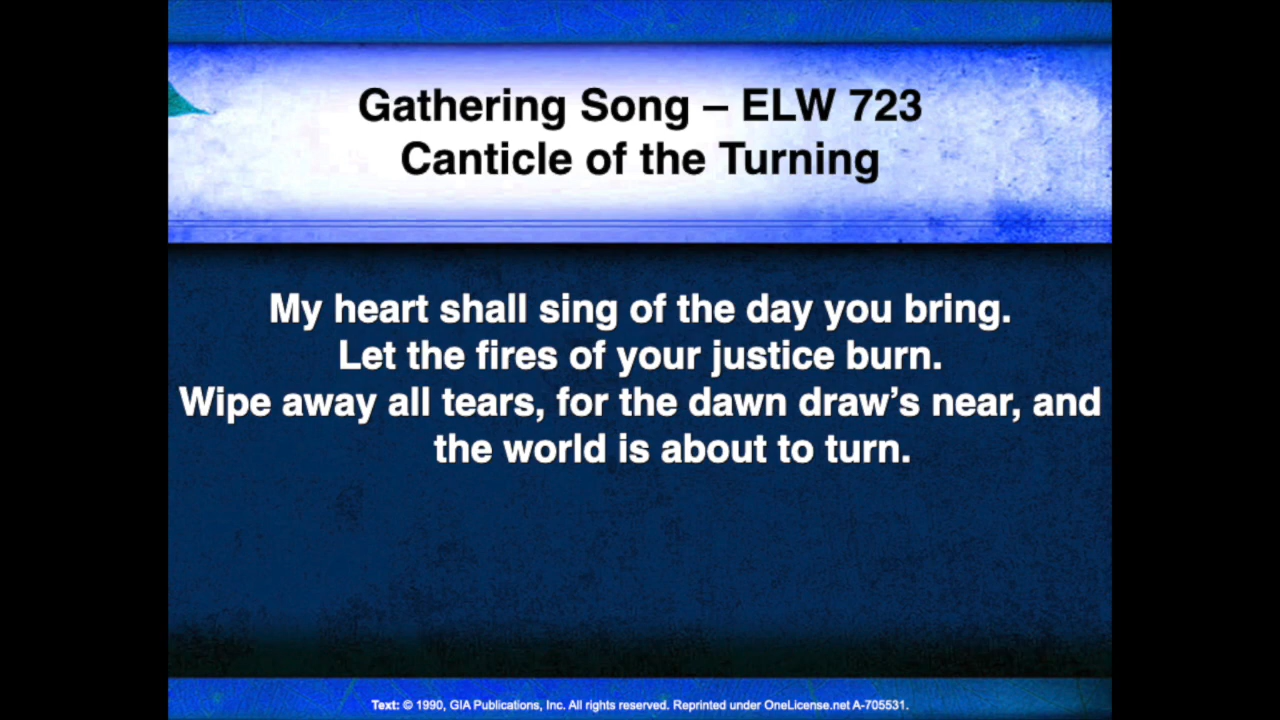 Gathering Song – ELW 723
Canticle of the Turning
My heart shall sing of the day you bring.
Let the fires of your justice burn.
Wipe away all tears, for the dawn draw’s near, and
the world is about to turn.
Text: © 1990, GIA Publications, Inc. All rights reserved. Reprinted under OneLicense.net A-705531.